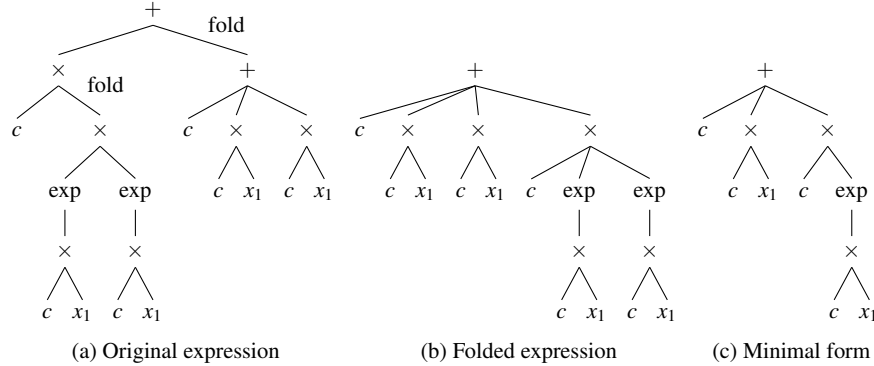 +
fold
× + + +
fold
c × c × × c × × × c × ×
exp exp c x₁ c x₁ c x₁ c x₁ c exp exp c x₁ c exp
× × × × ×
c x₁ c x₁ c x₁ c x₁ c x₁
(a) Original expression (b) Folded expression (c) Minimal form